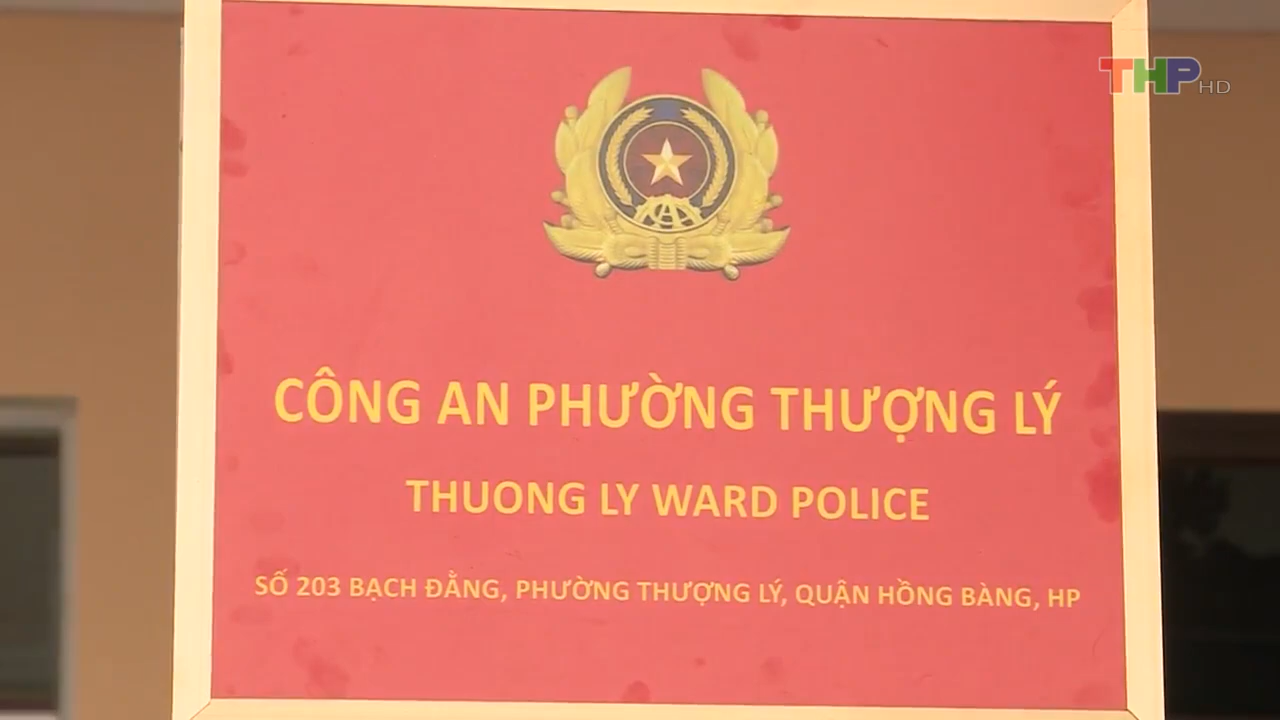 THP HD
CÔNG AN PHƯỜNG THƯỢNG LÝ
THUONG LY WARD POLICE
SỐ 203 BẠCH ĐẰNG, PHƯỜNG THƯỢNG LÝ, QUẬN HỒNG BÀNG, HP